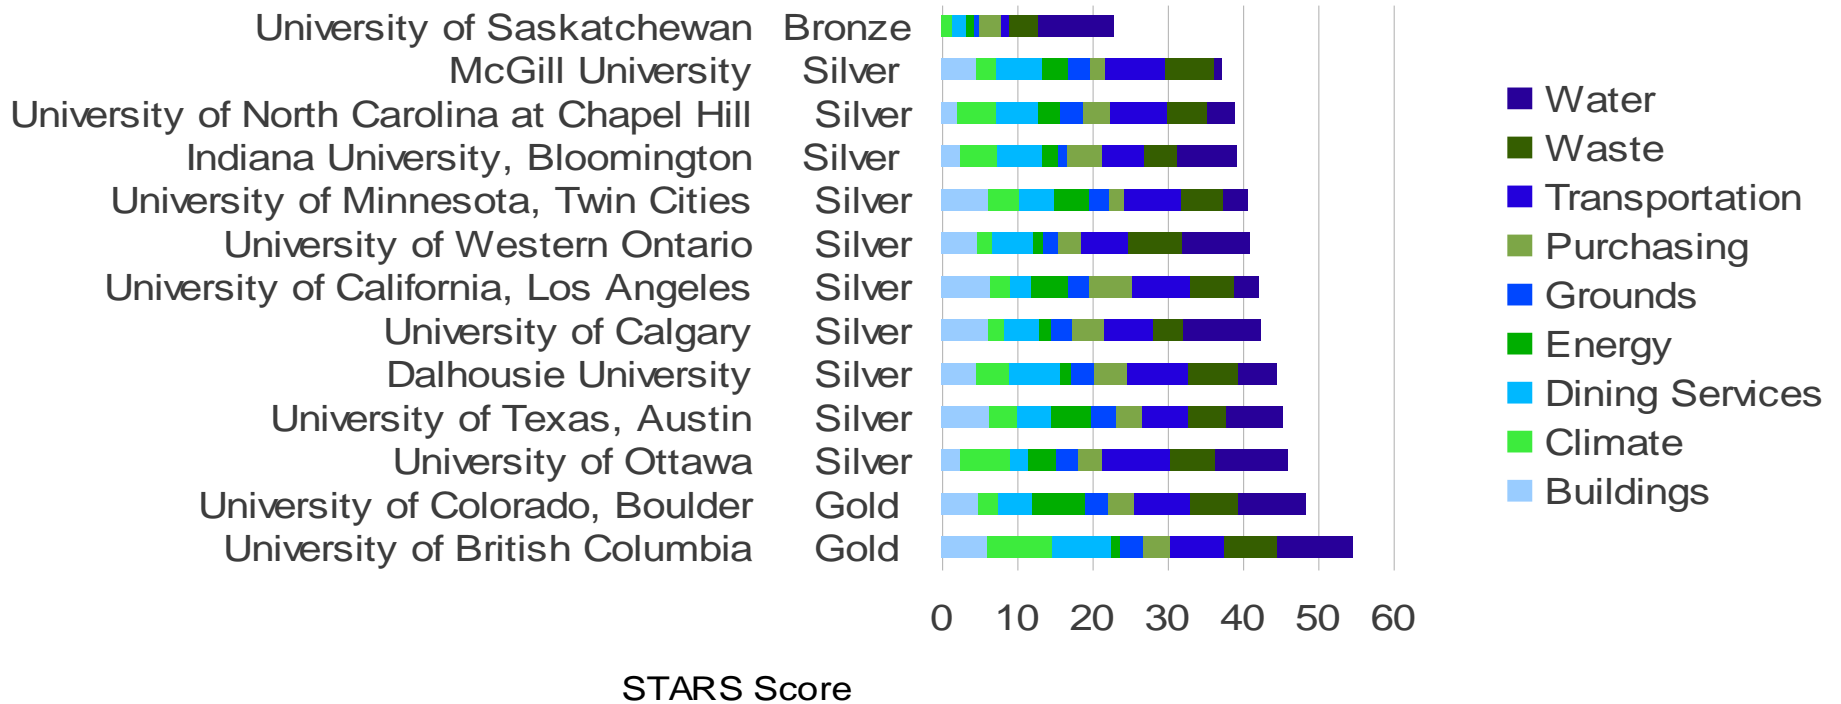 University of Saskatchewan Bronze
McGill University Silver
University of North Carolina at Chapel Hill Silver
Indiana University, Bloomington Silver
University of Minnesota, Twin Cities Silver
University of Western Ontario Silver
University of California, Los Angeles Silver
University of Calgary Silver
Dalhousie University Silver
University of Texas, Austin Silver
University of Ottawa Silver
University of Colorado, Boulder Gold
University of British Columbia Gold
0 10 20 30 40 50 60
STARS Score
Water
Waste
Transportation
Purchasing
Grounds
Energy
Dining Services
Climate
Buildings